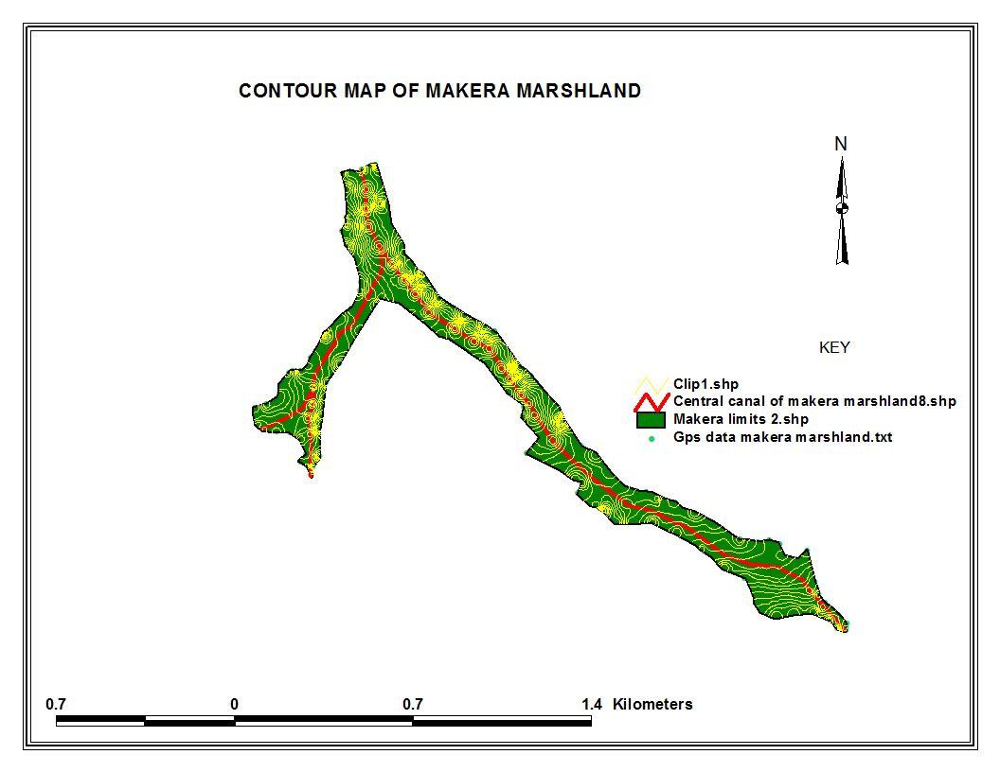 CONTOUR MAP OF MAKERA MARSHLAND
N
KEY
Clip1.shp
Central canal of makera marshland8.shp
Makera limits 2.shp
Gps data makera marshland.txt
0.7 0 0.7 1.4 Kilometers